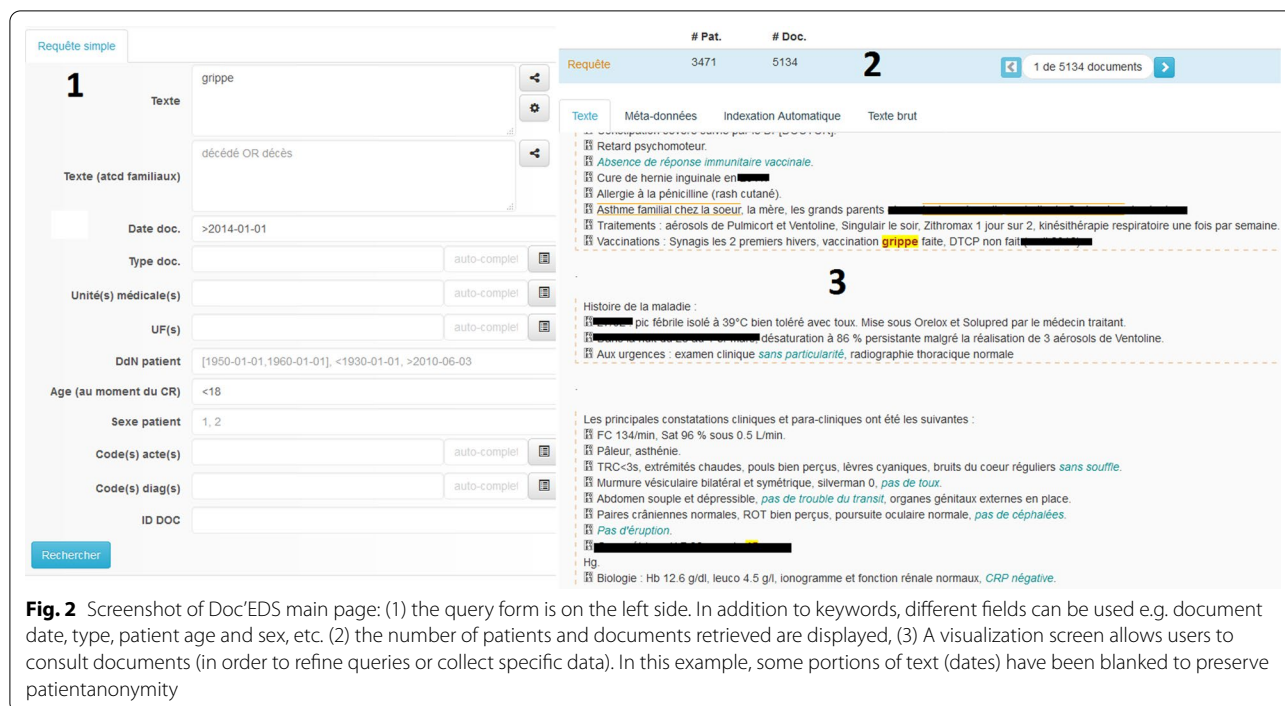 Requête simple
1
Texte
grippe
Texte (atcd familiaux)
décédé OR décès
Date doc.
>2014-01-01
Type doc.
auto-complel
Unité(s) médicale(s)
auto-complel
UF(s)
auto-complel
DdN patient
[1950-01-01,1960-01-01], <1930-01-01, >2010-06-03
Age (au moment du CR)
<18
Sexe patient
1, 2
Code(s) acte(s)
auto-complel
Code(s) diag(s)
auto-complel
ID DOC
Rechercher
# Pat. # Doc.
Requête 3471 5134 2 1 de 5134 documents
Texte Méta-données Indexation Automatique Texte brut
Retard psychomoteur.
Absence de réponse immunitaire vaccinale.
Cure de hernie inguinale en
Allergie à la pénicilline (rash cutané).
Asthme familial chez la soeur, la mère, les grands parents
Traitements : aérosols de Pulmicort et Ventoline, Singulair le soir, Zithromax 1 jour sur 2, kinésithérapie respiratoire une fois par semaine.
Vaccinations : Synagis les 2 premiers hivers, vaccination grippe faite, DTCP non fait
.
3
Histoire de la maladie :
pic fébrile isolé à 39°C bien toléré avec toux. Mise sous Orelox et Solupred par le médecin traitant.
désaturation à 86 % persistante malgré la réalisation de 3 aérosols de Ventoline.
Aux urgences : examen clinique sans particularité, radiographie thoracique normale
.
Les principales constatations cliniques et para-cliniques ont été les suivantes :
FC 134/min, Sat 96 % sous 0.5 L/min.
Pâleur, asthénie.
TRC<3s, extrémités chaudes, pouls bien perçus, lèvres cyaniques, bruits du coeur réguliers sans souffle.
Murmure vésiculaire bilatéral et symétrique, silverman 0, pas de toux.
Abdomen souple et dépressible, pas de trouble du transit, organes génitaux externes en place.
Paires crâniennes normales, ROT bien perçus, poursuite oculaire normale, pas de céphalées.
Pas d'éruption.
Hg.
Biologie : Hb 12.6 g/dl, leuco 4.5 g/l, ionogramme et fonction rénale normaux, CRP négative.
Fig. 2 Screenshot of Doc'EDS main page: (1) the query form is on the left side. In addition to keywords, different fields can be used e.g. document
date, type, patient age and sex, etc. (2) the number of patients and documents retrieved are displayed, (3) A visualization screen allows users to
consult documents (in order to refine queries or collect specific data). In this example, some portions of text (dates) have been blanked to preserve
patientanonymity